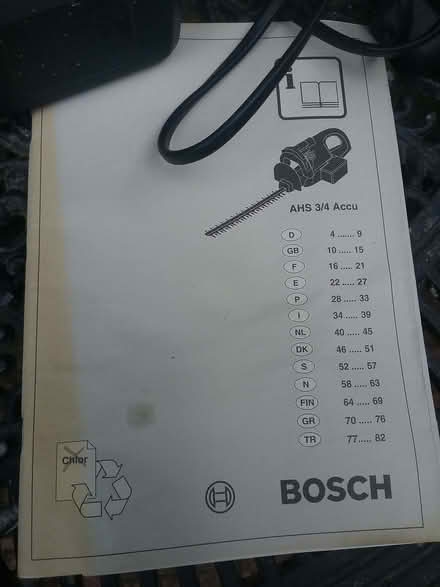 i
AHS 3/4 Accu
D 4 ....... 9
GB 10 ..... 15
F 16 ..... 21
E 22 ..... 27
P 28 ..... 33
I 34 ..... 39
NL 40 ..... 45
DK 46 ..... 51
S 52 ..... 57
N 58 ..... 63
FIN 64 ..... 69
GR 70 ..... 76
TR 77 ..... 82
Chlor
BOSCH